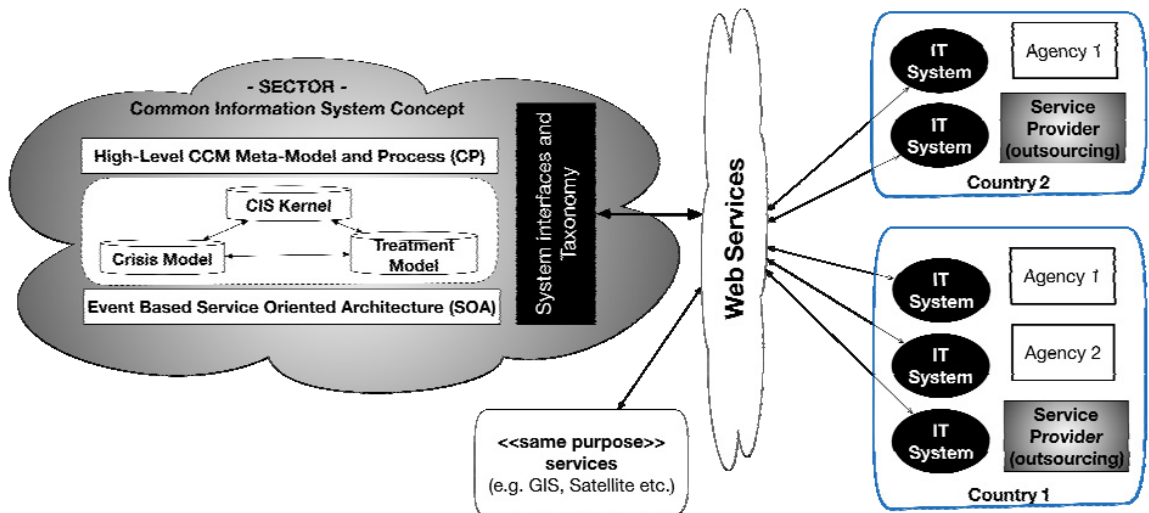 - SECTOR -
Common Information System Concept
High-Level CCM Meta-Model and Process (CP)
CIS Kernel
Crisis Model
Treatment
Model
Event Based Service Oriented Architecture (SOA)
System interfaces and
Taxonomy
<<same purpose>>
services
(e.g. GIS, Satellite etc.)
Web Services
IT
System
Agency 1
IT
System
Service
Provider
(outsourcing)
Country 2
IT
System
Agency 1
IT
System
Agency 2
IT
System
Service
Provider
(outsourcing)
Country 1